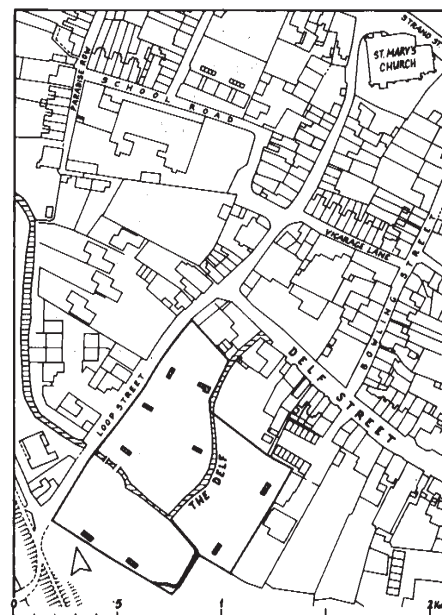 STRAND ST
ST. MARY'S
CHURCH
PARADISE ROW
SCHOOL ROAD
VICARAGE LANE
BOWLING STREET
DELF STREET
LOOP STREET
THE DELF
0 .5 1